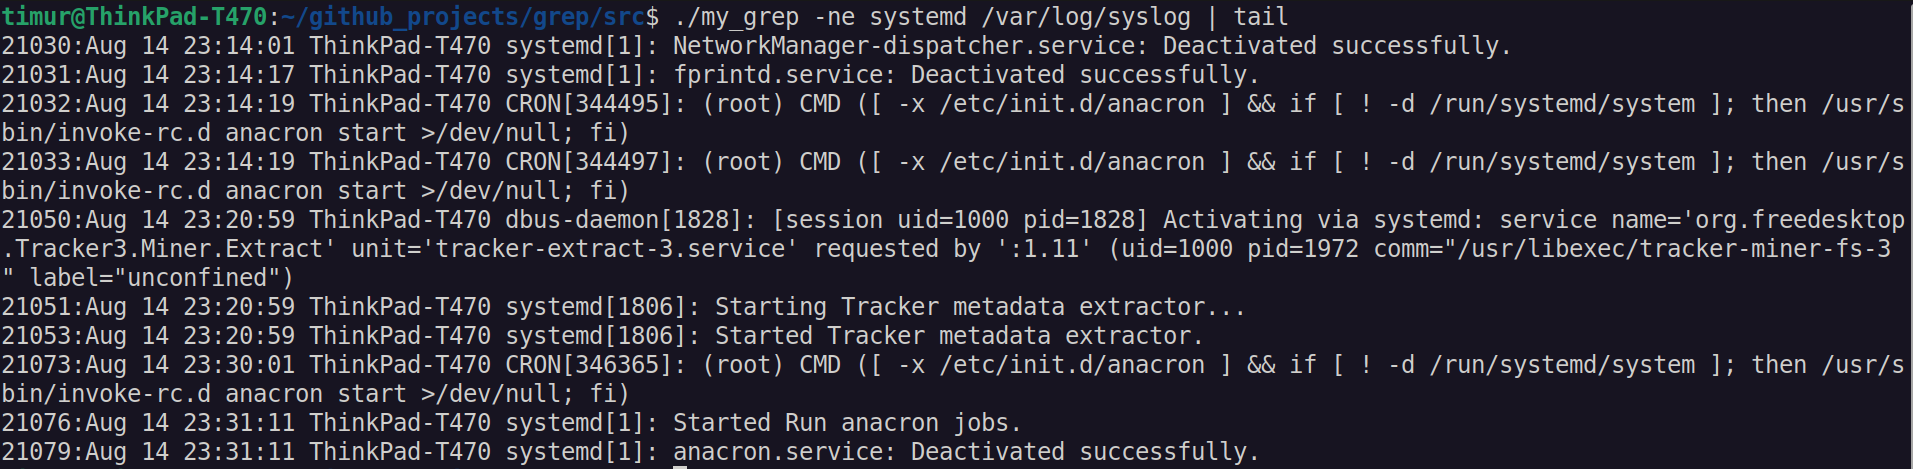 timur@ThinkPad-T470:~/github_projects/grep/src$ ./my_grep -ne systemd /var/log/syslog | tail
21030:Aug 14 23:14:01 ThinkPad-T470 systemd[1]: NetworkManager-dispatcher.service: Deactivated successfully.
21031:Aug 14 23:14:17 ThinkPad-T470 systemd[1]: fprintd.service: Deactivated successfully.
21032:Aug 14 23:14:19 ThinkPad-T470 CRON[344495]: (root) CMD ([ -x /etc/init.d/anacron ] && if [ ! -d /run/systemd/system ]; then /usr/s
bin/invoke-rc.d anacron start >/dev/null; fi)
21033:Aug 14 23:14:19 ThinkPad-T470 CRON[344497]: (root) CMD ([ -x /etc/init.d/anacron ] && if [ ! -d /run/systemd/system ]; then /usr/s
bin/invoke-rc.d anacron start >/dev/null; fi)
21050:Aug 14 23:20:59 ThinkPad-T470 dbus-daemon[1828]: [session uid=1000 pid=1828] Activating via systemd: service name='org.freedesktop
.Tracker3.Miner.Extract' unit='tracker-extract-3.service' requested by ':1.11' (uid=1000 pid=1972 comm="/usr/libexec/tracker-miner-fs-3
" label="unconfined")
21051:Aug 14 23:20:59 ThinkPad-T470 systemd[1806]: Starting Tracker metadata extractor...
21053:Aug 14 23:20:59 ThinkPad-T470 systemd[1806]: Started Tracker metadata extractor.
21073:Aug 14 23:30:01 ThinkPad-T470 CRON[346365]: (root) CMD ([ -x /etc/init.d/anacron ] && if [ ! -d /run/systemd/system ]; then /usr/s
bin/invoke-rc.d anacron start >/dev/null; fi)
21076:Aug 14 23:31:11 ThinkPad-T470 systemd[1]: Started Run anacron jobs.
21079:Aug 14 23:31:11 ThinkPad-T470 systemd[1]: anacron.service: Deactivated successfully.